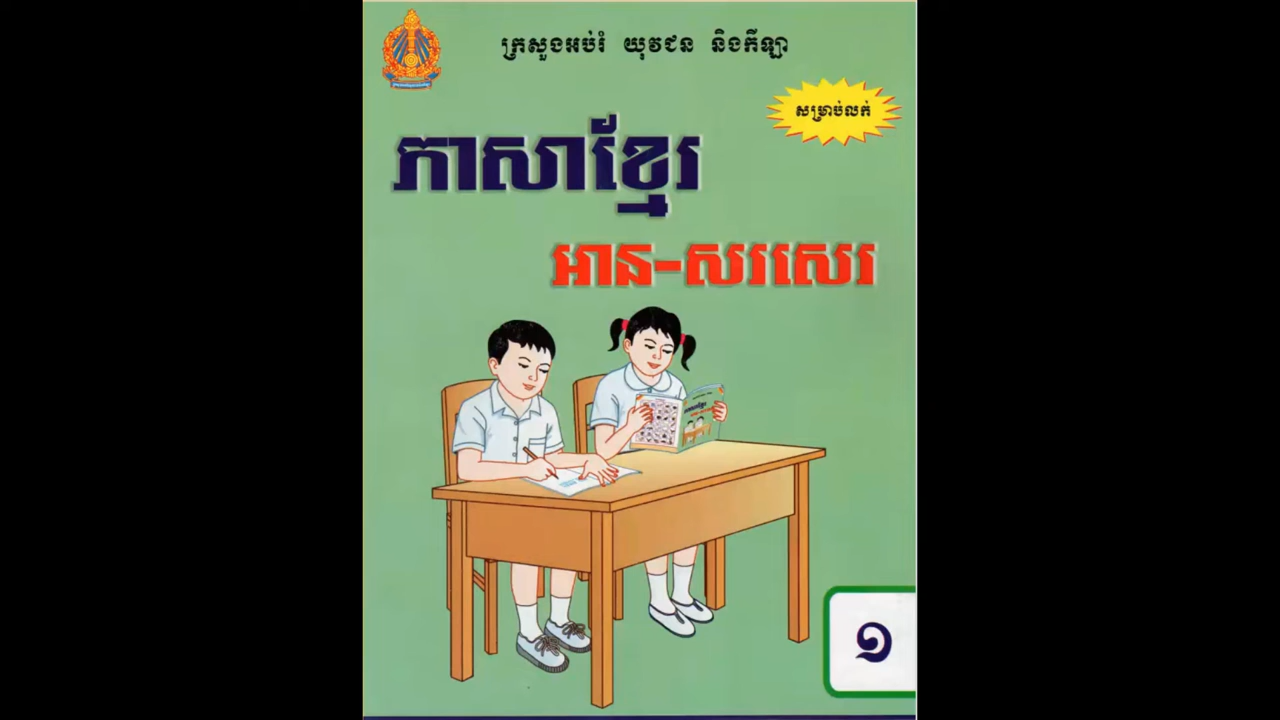 ក្រសួងអប់រំ យុវជន និងកីឡា
សម្រាប់លក់
ភាសាខ្មែរ
អាន-សរសេរ
១